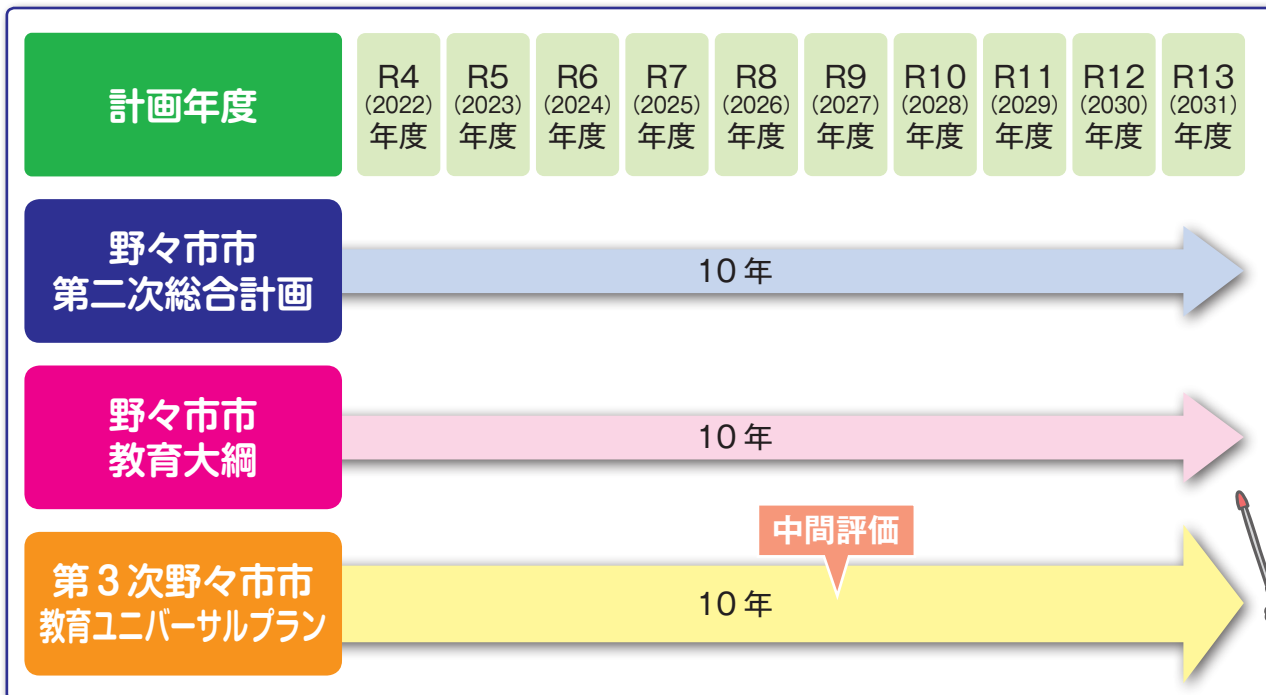 計画年度
R4
(2022)
年度
R5
(2023)
年度
R6
(2024)
年度
R7
(2025)
年度
R8
(2026)
年度
R9
(2027)
年度
R10
(2028)
年度
R11
(2029)
年度
R12
(2030)
年度
R13
(2031)
年度
野々市市
第二次総合計画
10年
野々市市
教育大綱
10年
中間評価
第3次野々市市
教育ユニバーサルプラン
10年